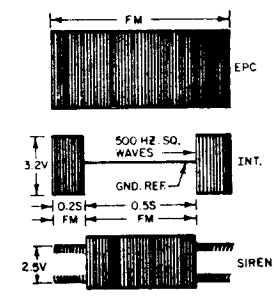 FM
EPC
500 HZ. SQ.
WAVES
3.2V
INT.
GND. REF.
0.2S 0.5S
FM FM
2.5V
SIREN